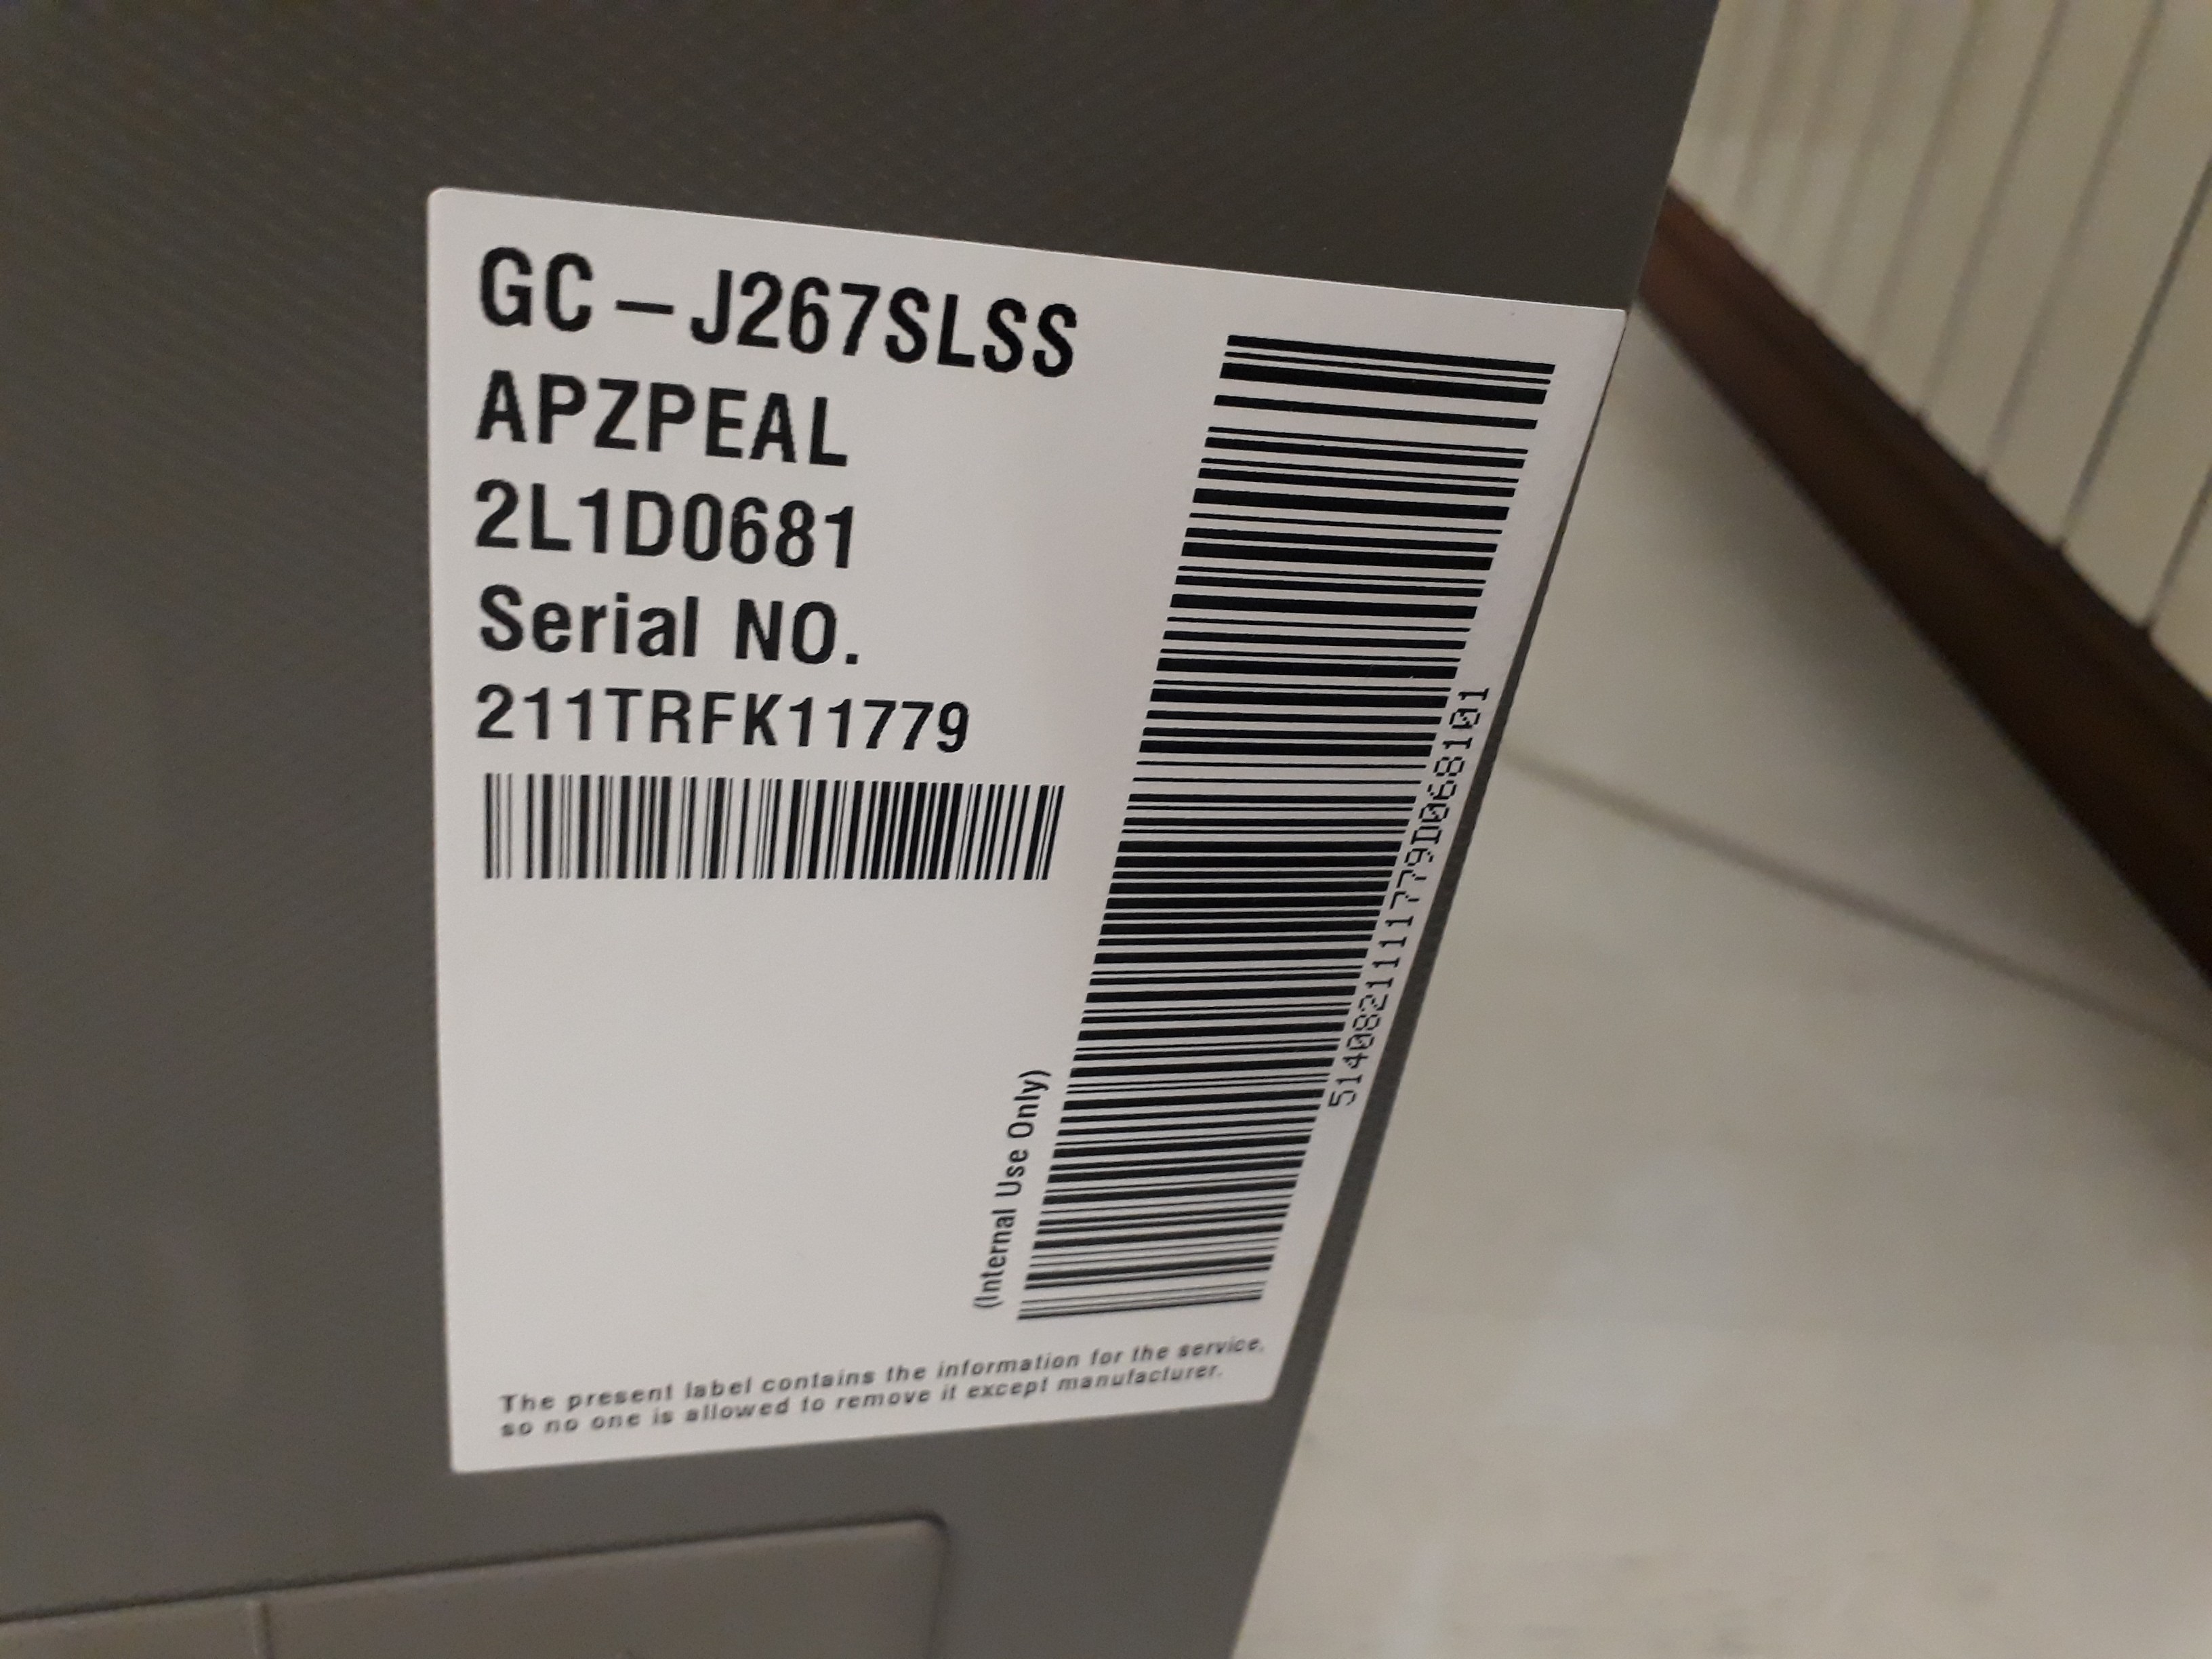 GC-J267SLSS
APZPEAL
2L1D0681
Serial NO.
211TRFK11779
(Internal Use Only)
5140821111779D068101
The present label contains the information for the service,
so no one is allowed to remove it except manufacturer.